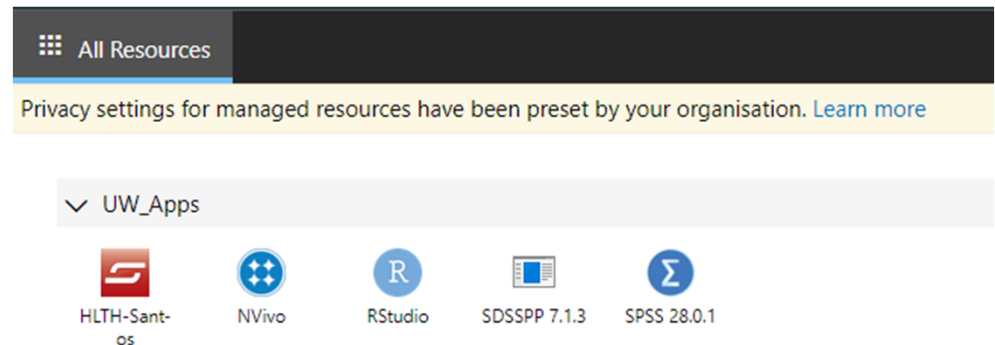 All Resources
Privacy settings for managed resources have been preset by your organisation. Learn more
UW_Apps
R
Σ
HLTH-Sant-
os
NVivo
RStudio
SDSSPP 7.1.3
SPSS 28.0.1